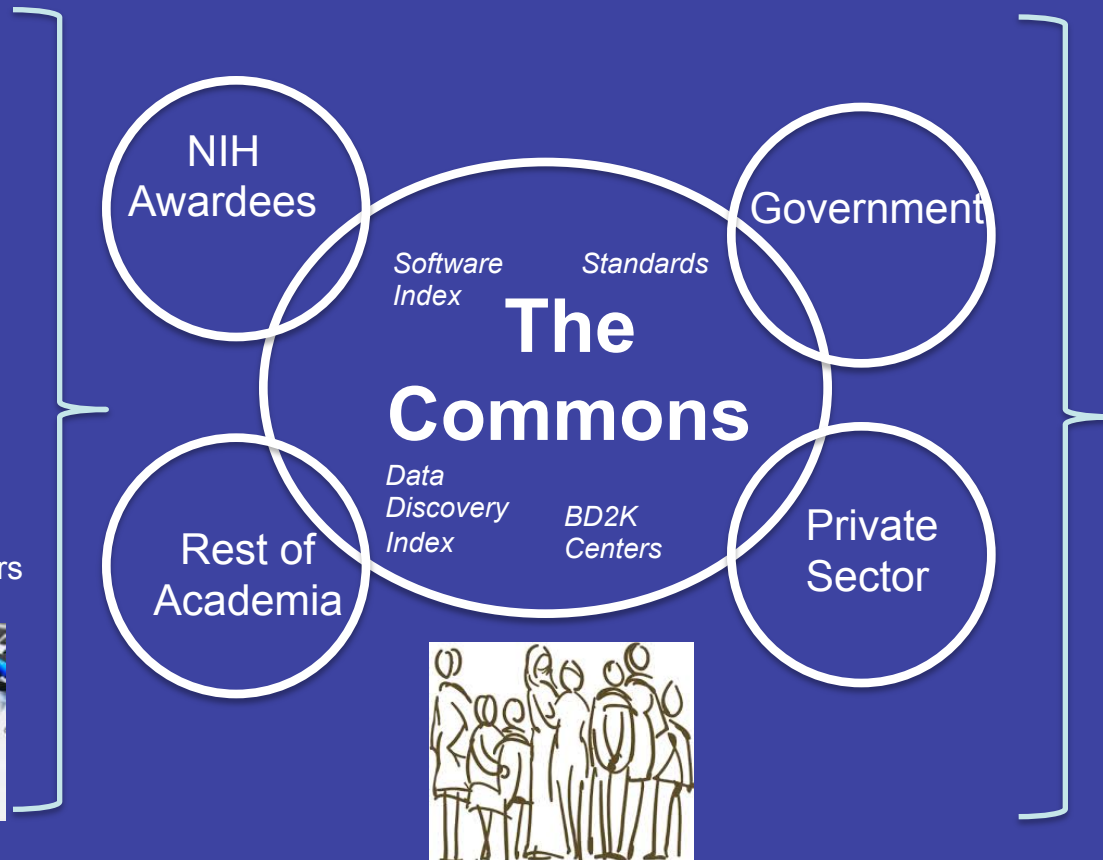 NIH
Awardees
Government
Software
Index
Standards
The
Commons
Data
Discovery
Index
BD2K
Centers
Rest of
Academia
Private
Sector